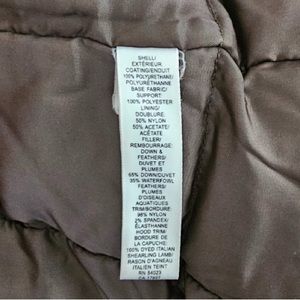 SHELL/
EXTÉRIEUR
COATING/ENDUIT
100% POLYURETHANE/
POLYURÉTHANNE
BASE FABRIC/
SUPPORT:
100% POLYESTER
LINING/
DOUBLURE:
50% NYLON
50% ACETATE/
ACÉTATE
FILLER/
REMBOURRAGE:
DOWN &
FEATHERS/
DUVET ET
PLUMES
65% DOWN/DUVET
35% WATERFOWL
FEATHERS/
PLUMES
D'OISEAUX
AQUATIQUES
TRIM/BORDURE:
98% NYLON
2% SPANDEX/
ÉLASTHANNE
HOOD TRIM/
BORDURE DE
LA CAPUCHE:
100% DYED ITALIAN
SHEARLING LAMB/
RASON D'AGNEAU
ITALIEN TEINT
RN 54023